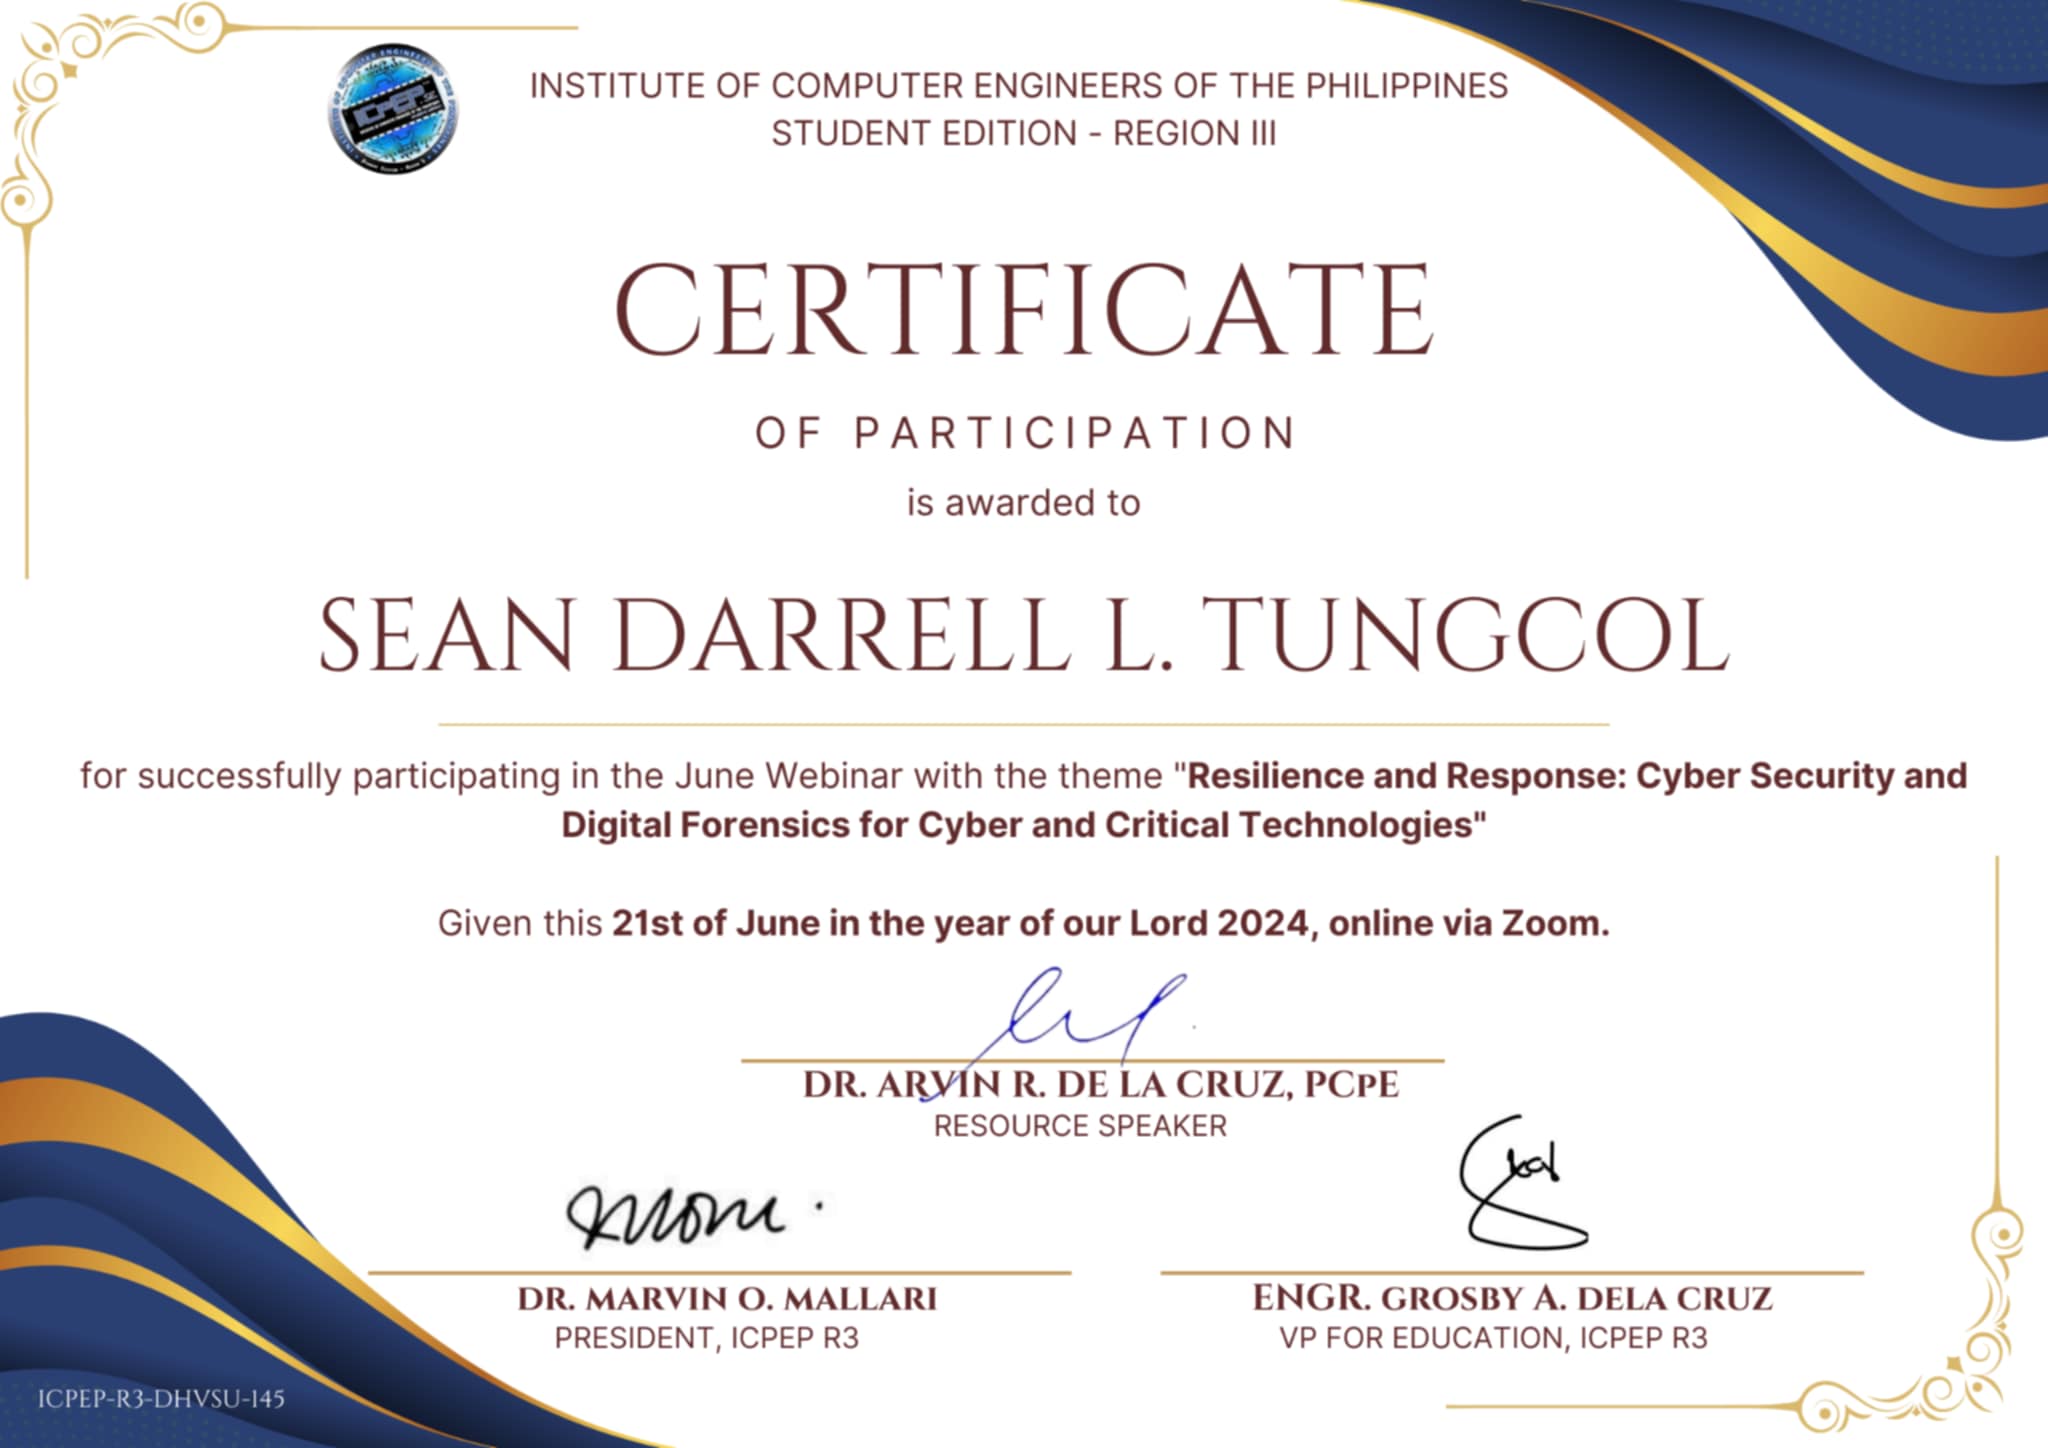 INSTITUTE OF COMPUTER ENGINEERS OF THE PHILIPPINES
STUDENT EDITION - REGION III
CERTIFICATE
OF PARTICIPATION
is awarded to
SEAN DARRELL L. TUNGCOL
for successfully participating in the June Webinar with the theme "Resilience and Response: Cyber Security and
Digital Forensics for Cyber and Critical Technologies"
Given this 21st of June in the year of our Lord 2024, online via Zoom.
DR. ARVIN R. DE LA CRUZ, PCpE
RESOURCE SPEAKER
DR. MARVIN O. MALLARI
PRESIDENT, ICPEP R3
ENGR. GROSBY A. DELA CRUZ
VP FOR EDUCATION, ICPEP R3
ICPEP-R3-DHVSU-145